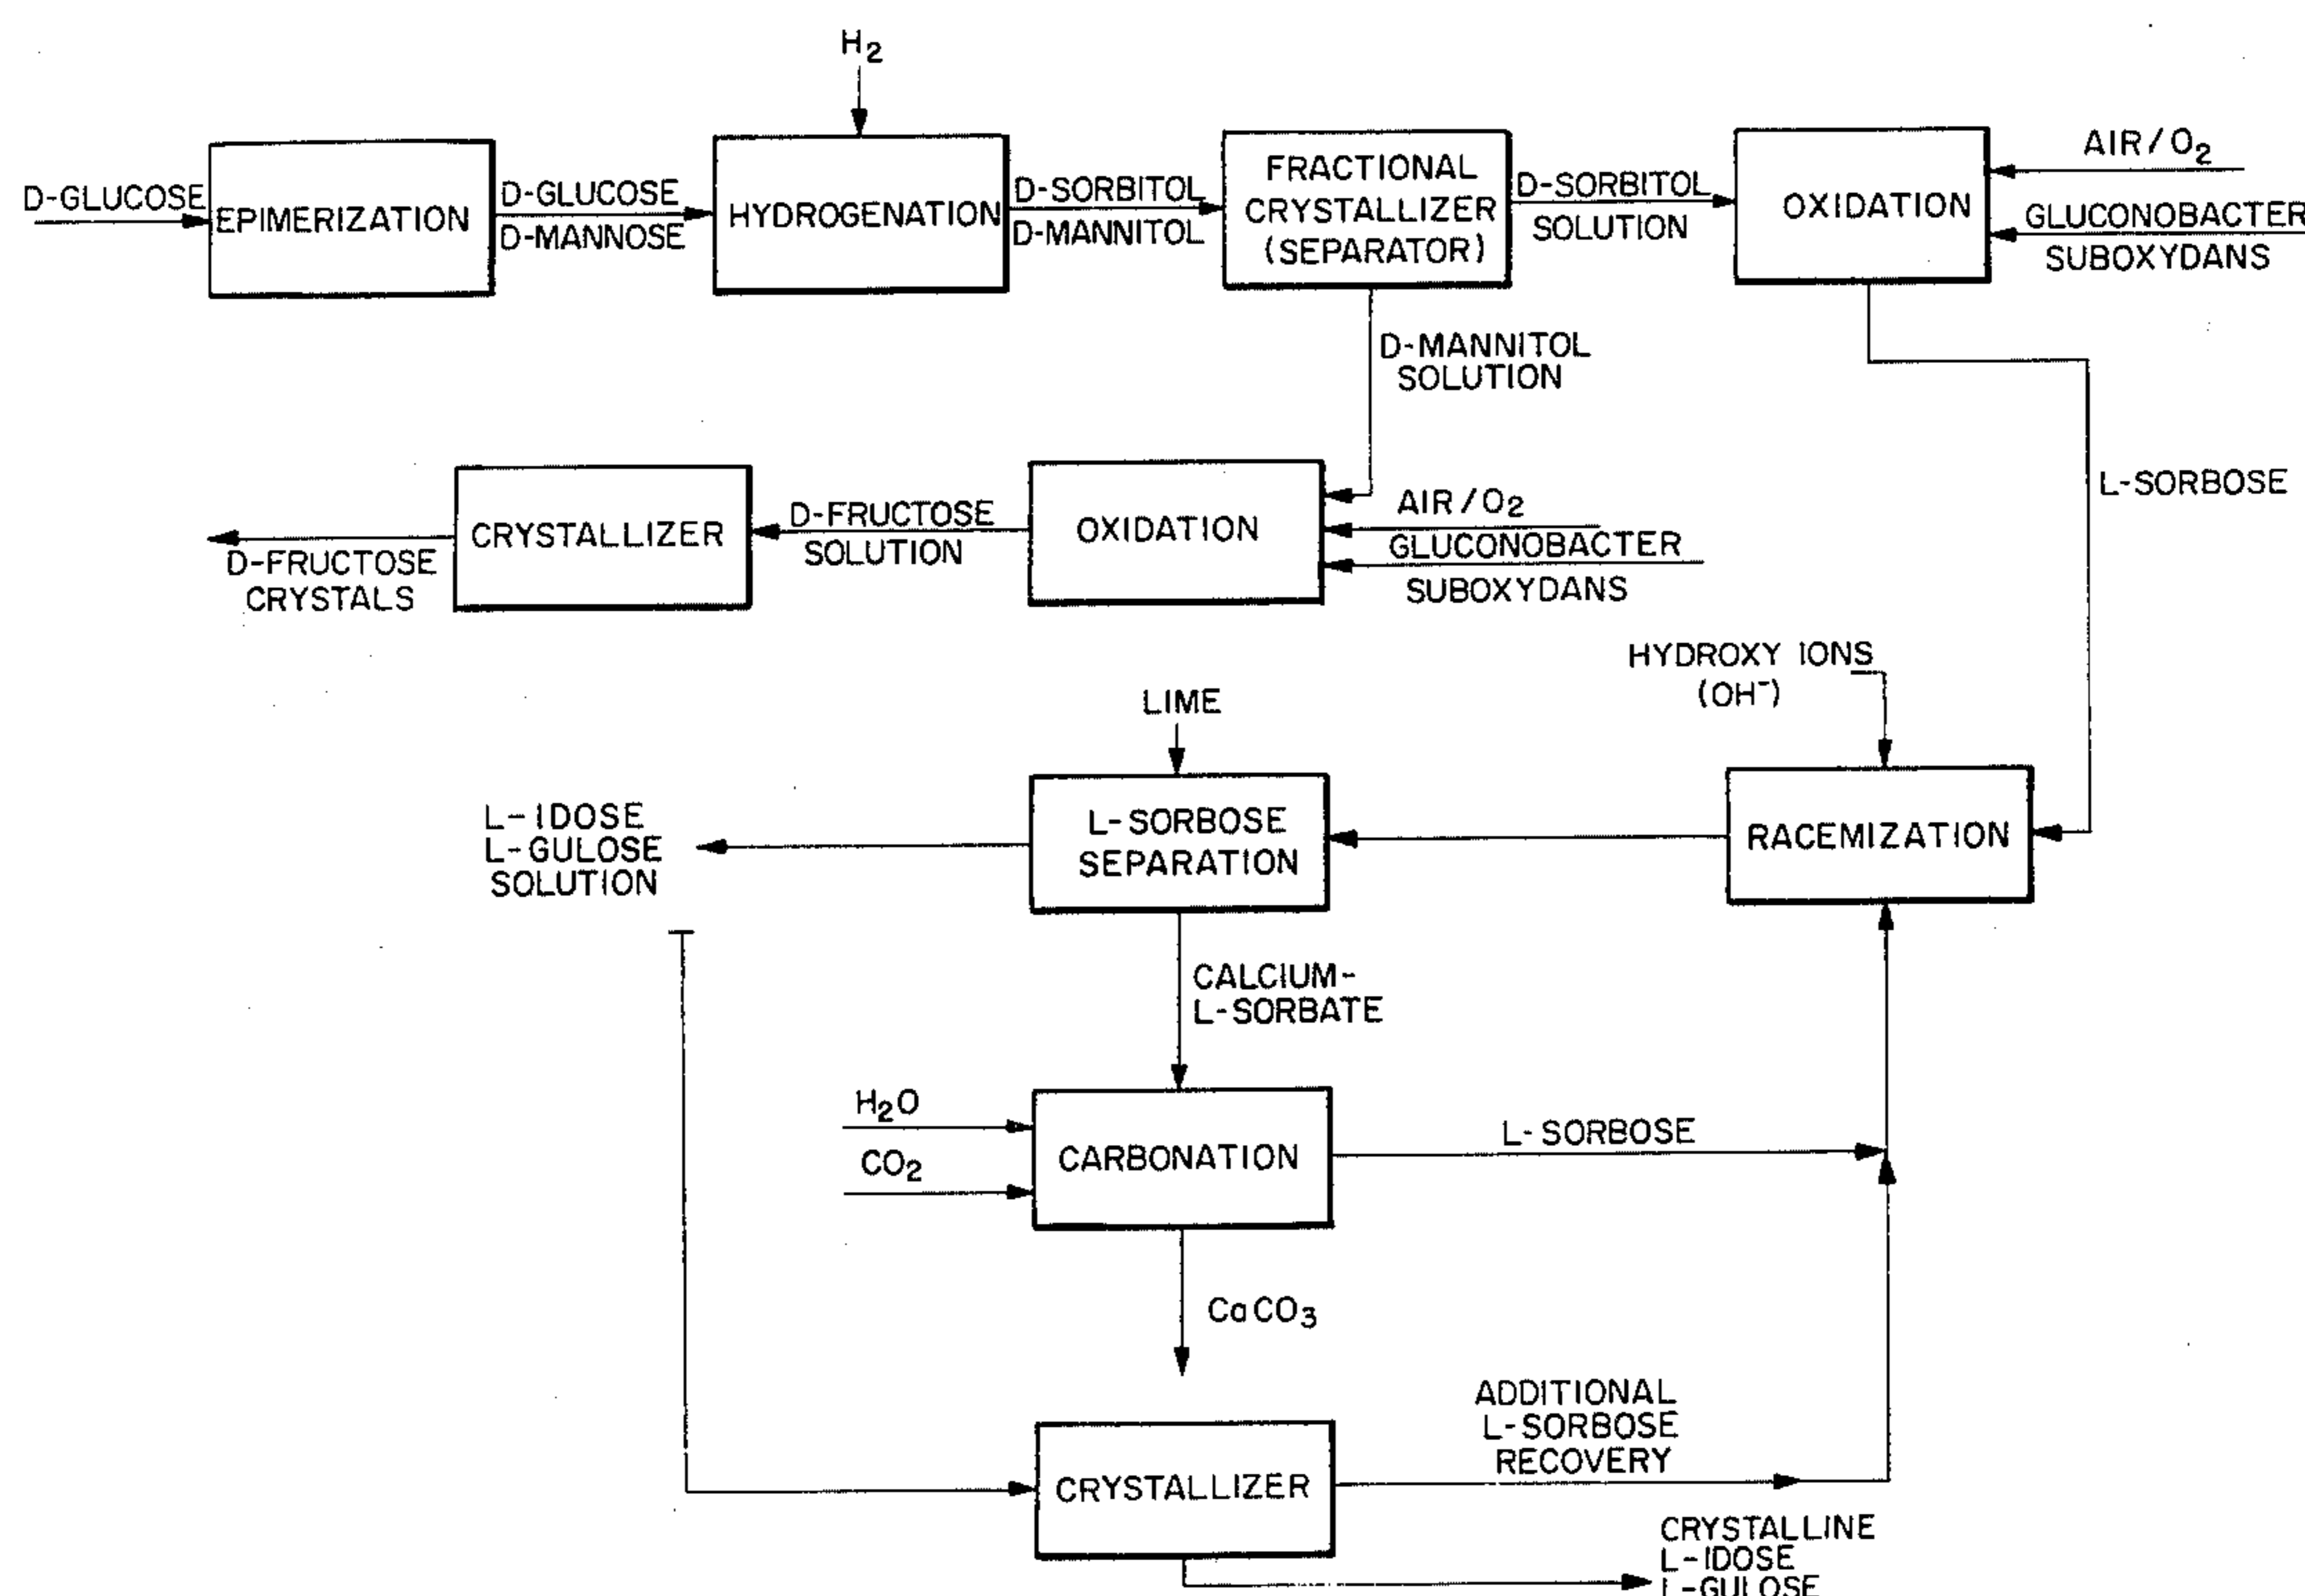 H2
D-GLUCOSE
EPIMERIZATION
D-GLUCOSE
D-MANNOSE
HYDROGENATION
D-SORBITOL
D-MANNITOL
FRACTIONAL
CRYSTALLIZER
(SEPARATOR)
D-SORBITOL
SOLUTION
OXIDATION
AIR/O2
GLUCONOBACTER
SUBOXYDANS
D-MANNITOL
SOLUTION
L-SORBOSE
CRYSTALLIZER
D-FRUCTOSE
CRYSTALS
D-FRUCTOSE
SOLUTION
OXIDATION
AIR/O2
GLUCONOBACTER
SUBOXYDANS
HYDROXY IONS
(OH-)
LIME
L-IDOSE
L-GULOSE
SOLUTION
L-SORBOSE
SEPARATION
RACEMIZATION
CALCIUM-
L-SORBATE
H2O
CO2
CARBONATION
L-SORBOSE
CaCO3
CRYSTALLIZER
ADDITIONAL
L-SORBOSE
RECOVERY
CRYSTALLINE
L-IDOSE
L-GULOSE